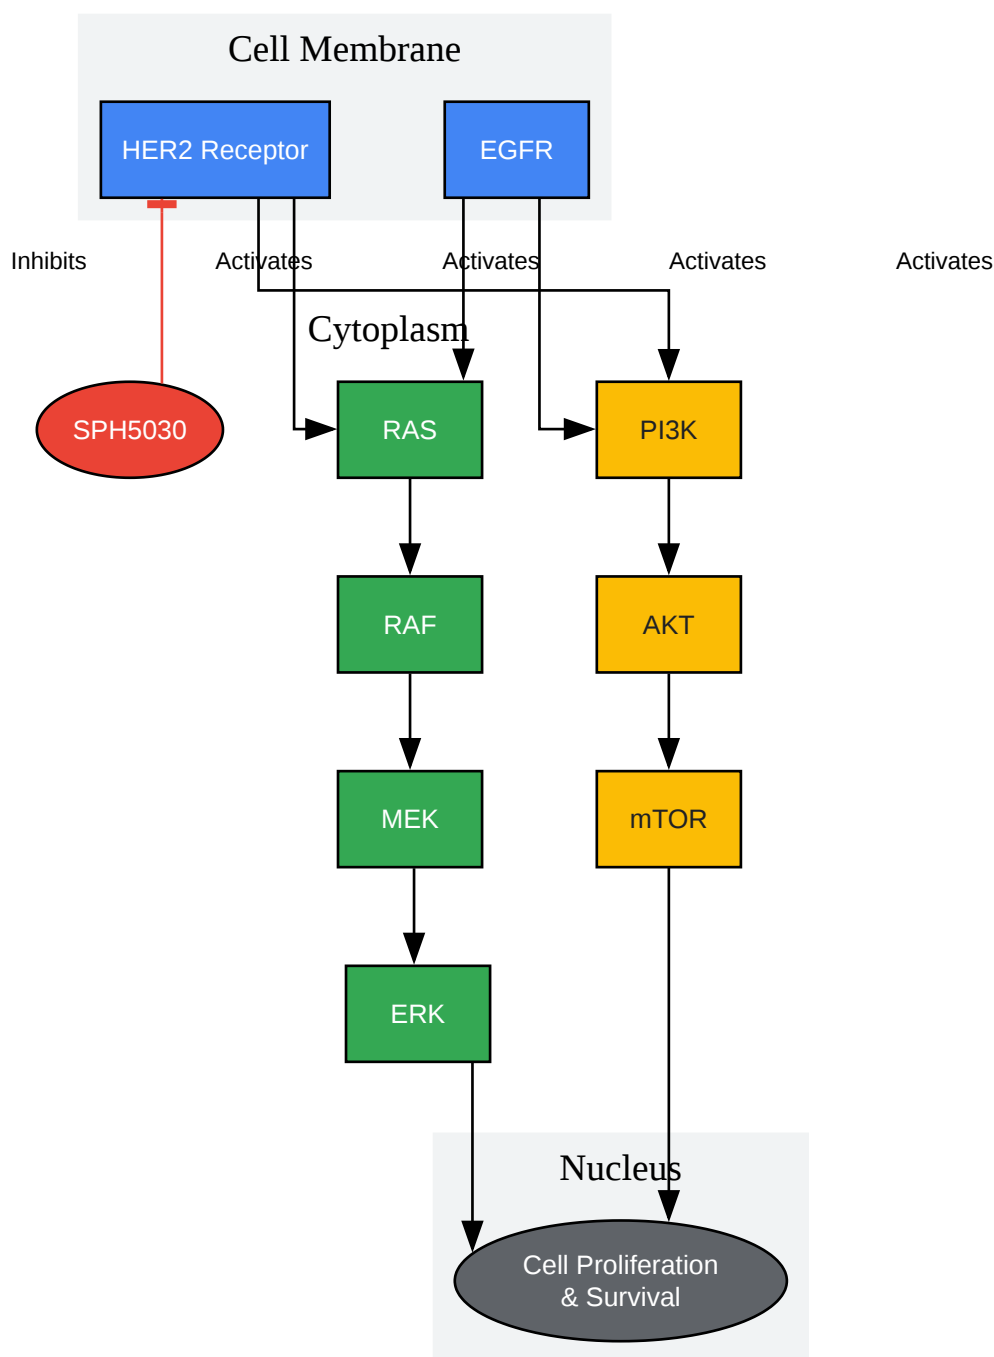 Cell Membrane
HER2 Receptor
EGFR
Inhibits
Activates
Activates
Activates
Activates
Cytoplasm
SPH5030
RAS
PI3K
RAF
AKT
MEK
mTOR
ERK
Nucleus
Cell Proliferation
& Survival